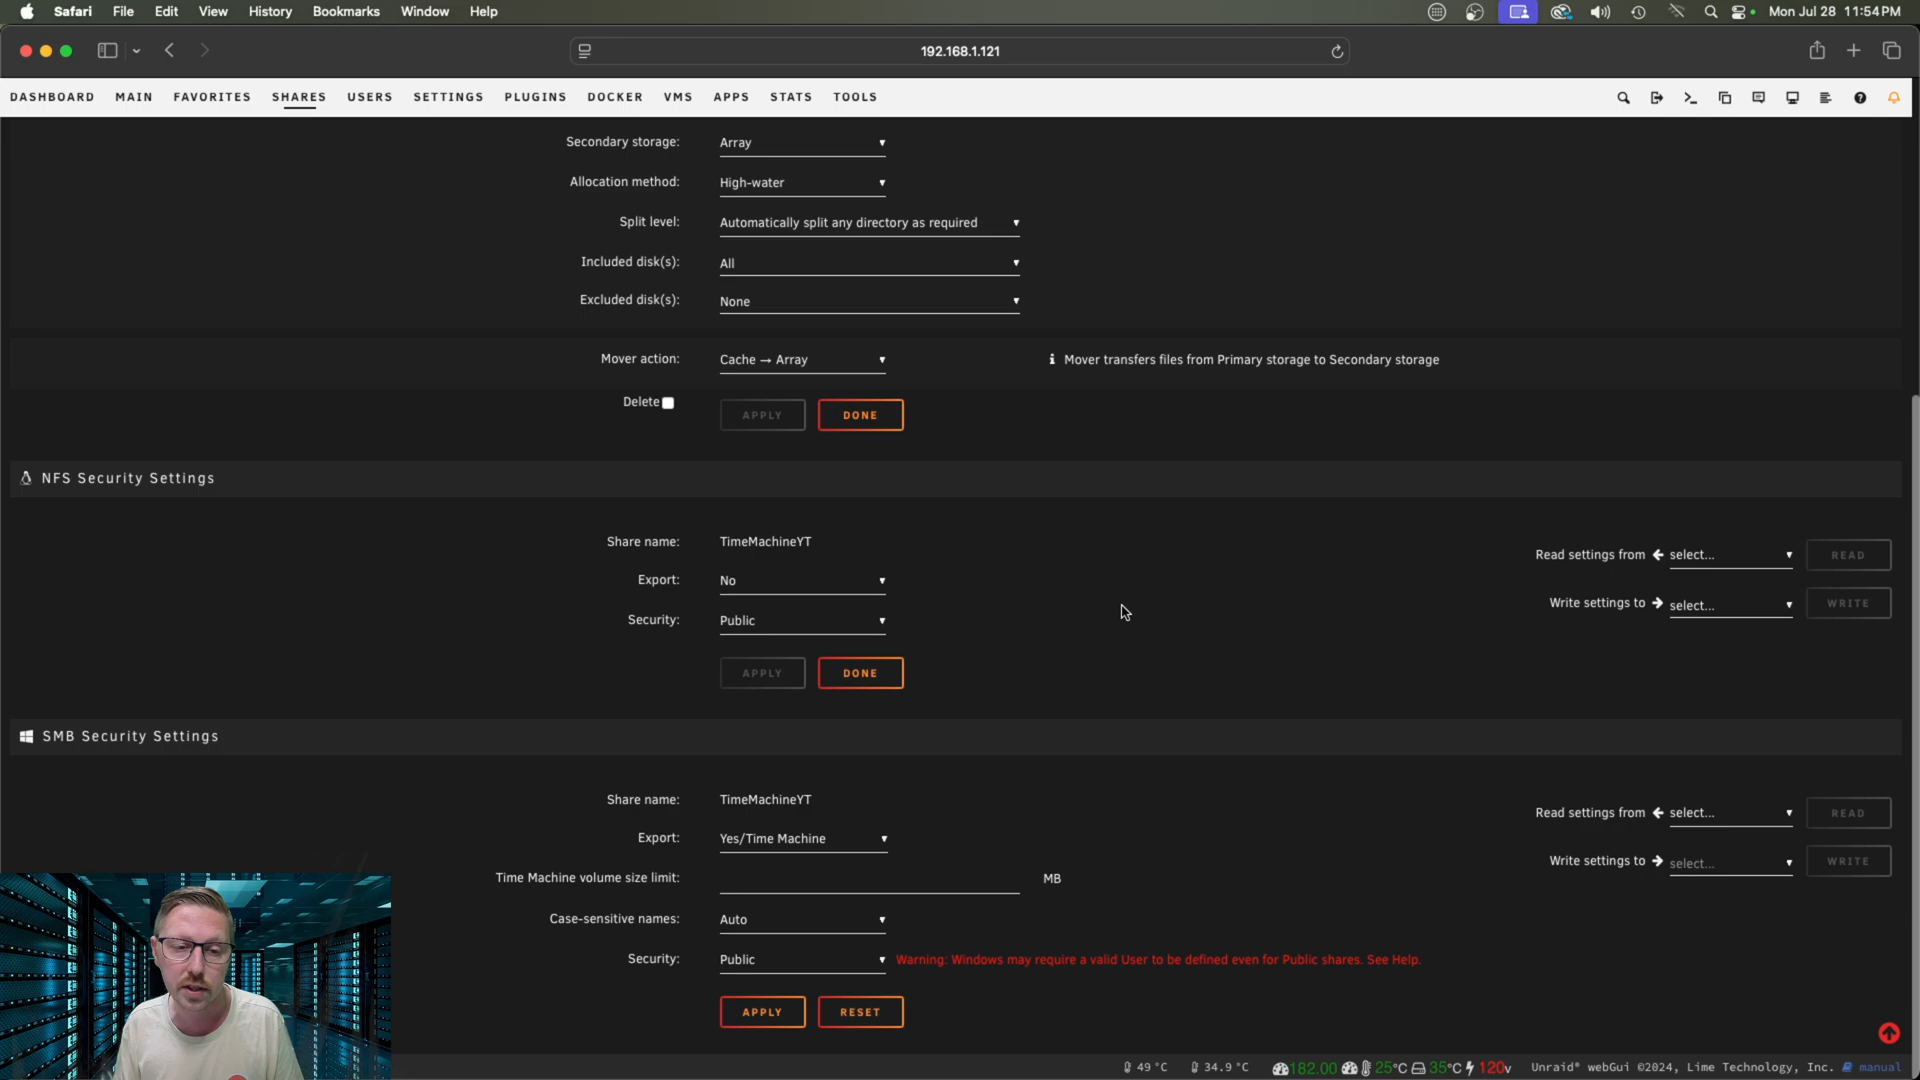 Safari File Edit View History Bookmarks Window Help Mon Jul 28 11:54 PM
192.168.1.121
DASHBOARD MAIN FAVORITES SHARES USERS SETTINGS PLUGINS DOCKER VMS APPS STATS TOOLS
Secondary storage: Array
Allocation method: High-water
Split level: Automatically split any directory as required
Included disk(s): All
Excluded disk(s): None
Mover action: Cache → Array Mover transfers files from Primary storage to Secondary storage
Delete APPLY DONE
NFS Security Settings
Share name: TimeMachineYT
Read settings from select... READ
Export: No
Write settings to select... WRITE
Security: Public
APPLY DONE
SMB Security Settings
Share name: TimeMachineYT
Read settings from select... READ
Export: Yes/Time Machine
Write settings to select... WRITE
Time Machine volume size limit: MB
Case-sensitive names: Auto
Security: Public Warning: Windows may require a valid User to be defined even for Public shares. See Help.
APPLY RESET
49 °C 34.9 °C 182.00 25°C 35°C 120v Unraid® webGui ©2024, Lime Technology, Inc. manual